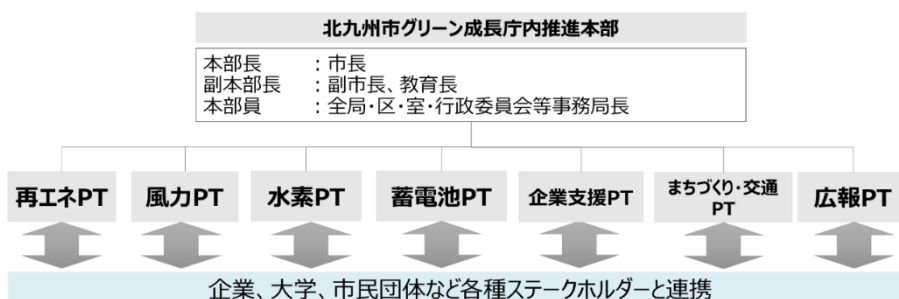 北九州市グリーン成長庁内推進本部
本部長 : 市長
副本部長 : 副市長、教育長
本部員 : 全局・区・室・行政委員会等事務局長
再エネPT
風力PT
水素PT
蓄電池PT
企業支援PT
まちづくり・交通
PT
広報PT
企業、大学、市民団体など各種ステークホルダーと連携